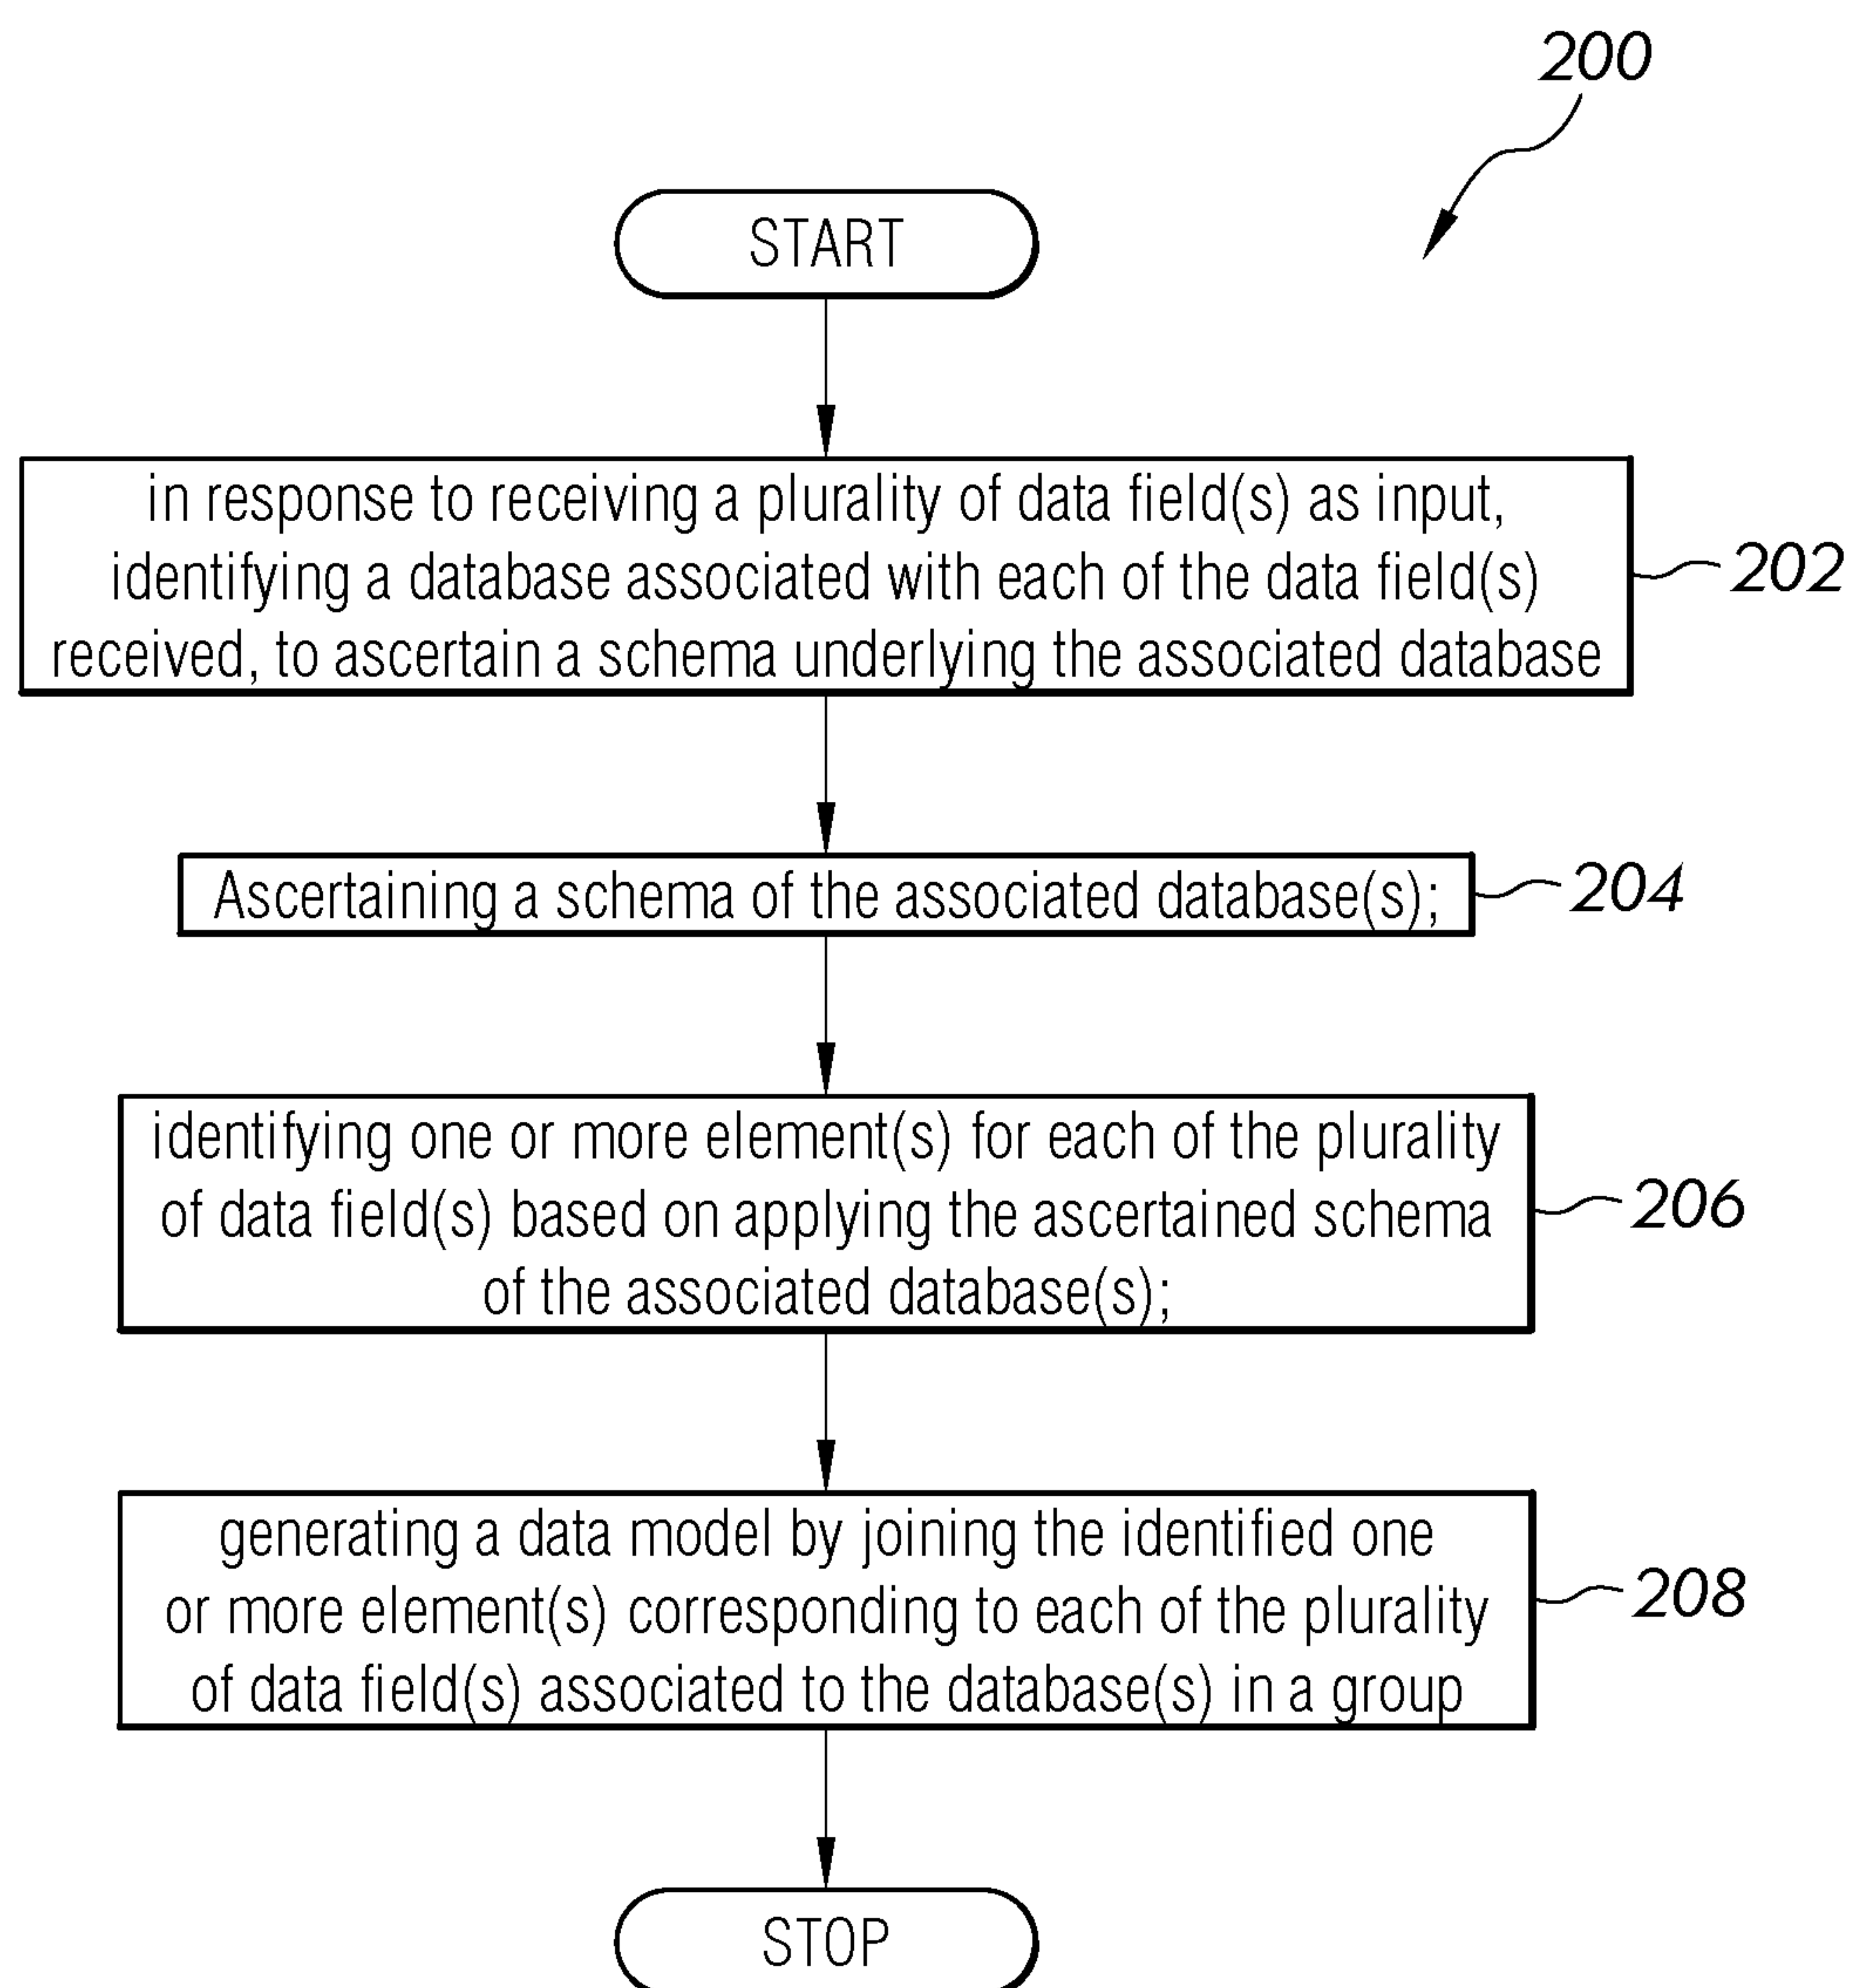 200
START
in response to receiving a plurality of data field(s) as input,
identifying a database associated with each of the data field(s)
received, to ascertain a schema underlying the associated database
202
Ascertaining a schema of the associated database(s);
204
identifying one or more element(s) for each of the plurality
of data field(s) based on applying the ascertained schema
of the associated database(s);
206
generating a data model by joining the identified one
or more element(s) corresponding to each of the plurality
of data field(s) associated to the database(s) in a group
208
STOP